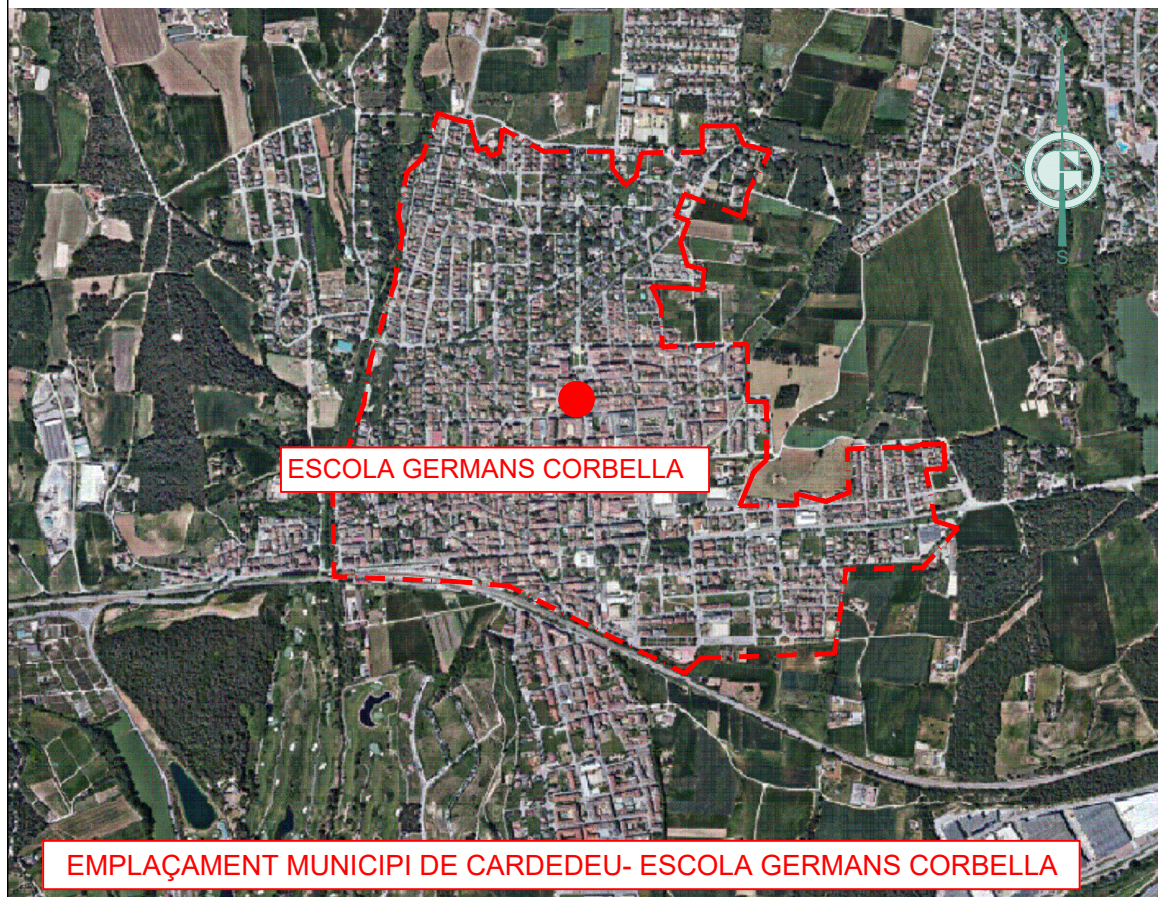 N
G
S
ESCOLA GERMANS CORBELLA
EMPLAÇAMENT MUNICIPI DE CARDEDEU- ESCOLA GERMANS CORBELLA